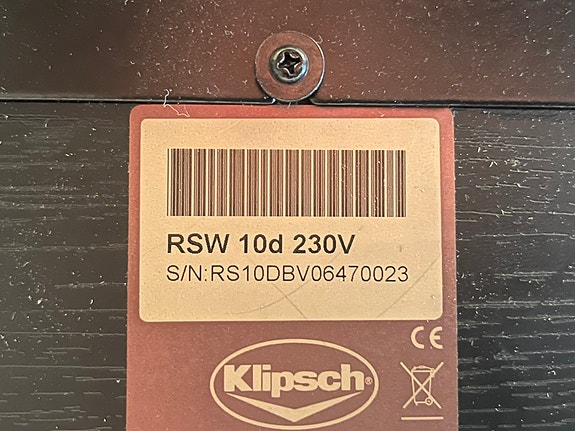 RSW 10d 230V
S/N:RS10DBV06470023
CE
Klipsch®